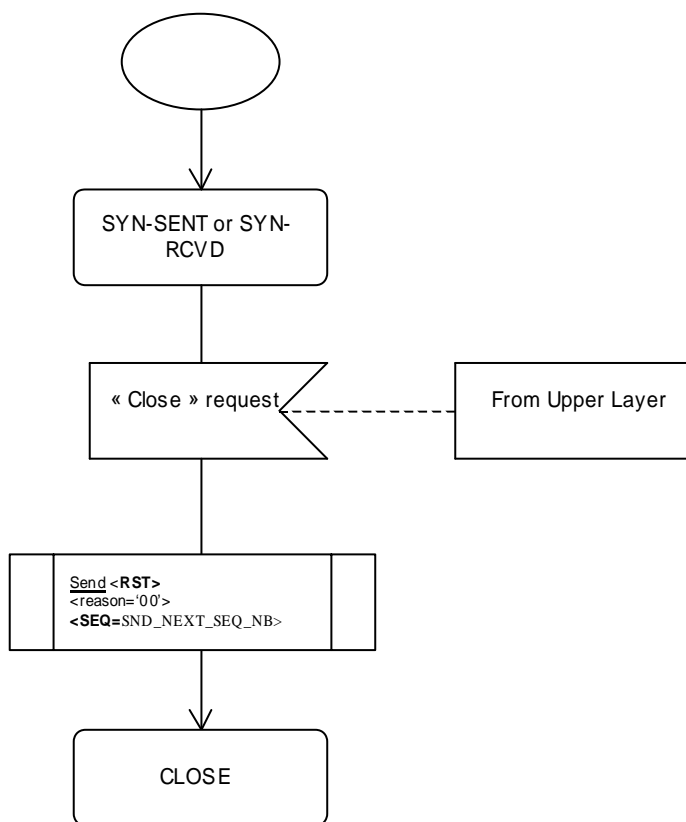 SYN-SENT or SYN-
RCVD
« Close » request
From Upper Layer
Send <RST>
<reason=‘00’>
<SEQ=SND_NEXT_SEQ_NB>
CLOSE